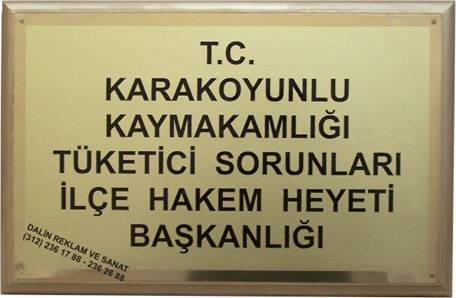 T.C.
KARAKOYUNLU
KAYMAKAMLIĞI
TÜKETİCİ SORUNLARI
İLÇE HAKEM HEYETİ
BAŞKANLIĞI
DALİN REKLAM VE SANAT
(312) 236 17 88 - 236 26 88